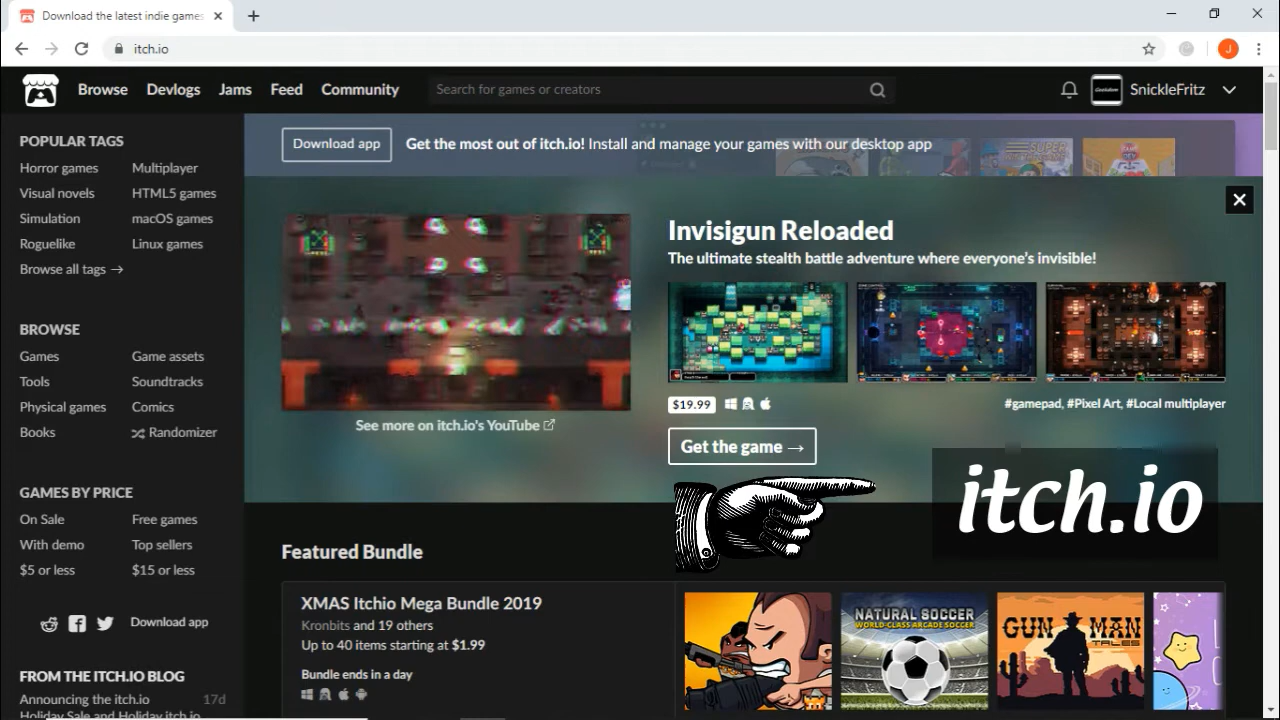 Download the latest indie games
itch.io
Browse Devlogs Jams Feed Community
Search for games or creators
SnickleFritz
J
Download app
Get the most out of itch.io! Install and manage your games with our desktop app
POPULAR TAGS
Horror games Multiplayer
Visual novels HTML5 games
Simulation macOS games
Roguelike Linux games
Browse all tags →
BROWSE
Games Game assets
Tools Soundtracks
Physical games Comics
Books Randomizer
GAMES BY PRICE
On Sale Free games
With demo Top sellers
$5 or less $15 or less
Download app
FROM THE ITCH.IO BLOG
Announcing the itch.io 17d
Holiday Sale and Holiday itch.io
See more on itch.io's YouTube
Invisigun Reloaded
The ultimate stealth battle adventure where everyone's invisible!
$19.99
#gamepad, #Pixel Art, #Local multiplayer
Get the game →
itch.io
Featured Bundle
XMAS Itchio Mega Bundle 2019
Kronbits and 19 others
Up to 40 items starting at $1.99
Bundle ends in a day
NATURAL SOCCER
WORLD-CLASS ARCADE SOCCER
GUN MAN
TALES